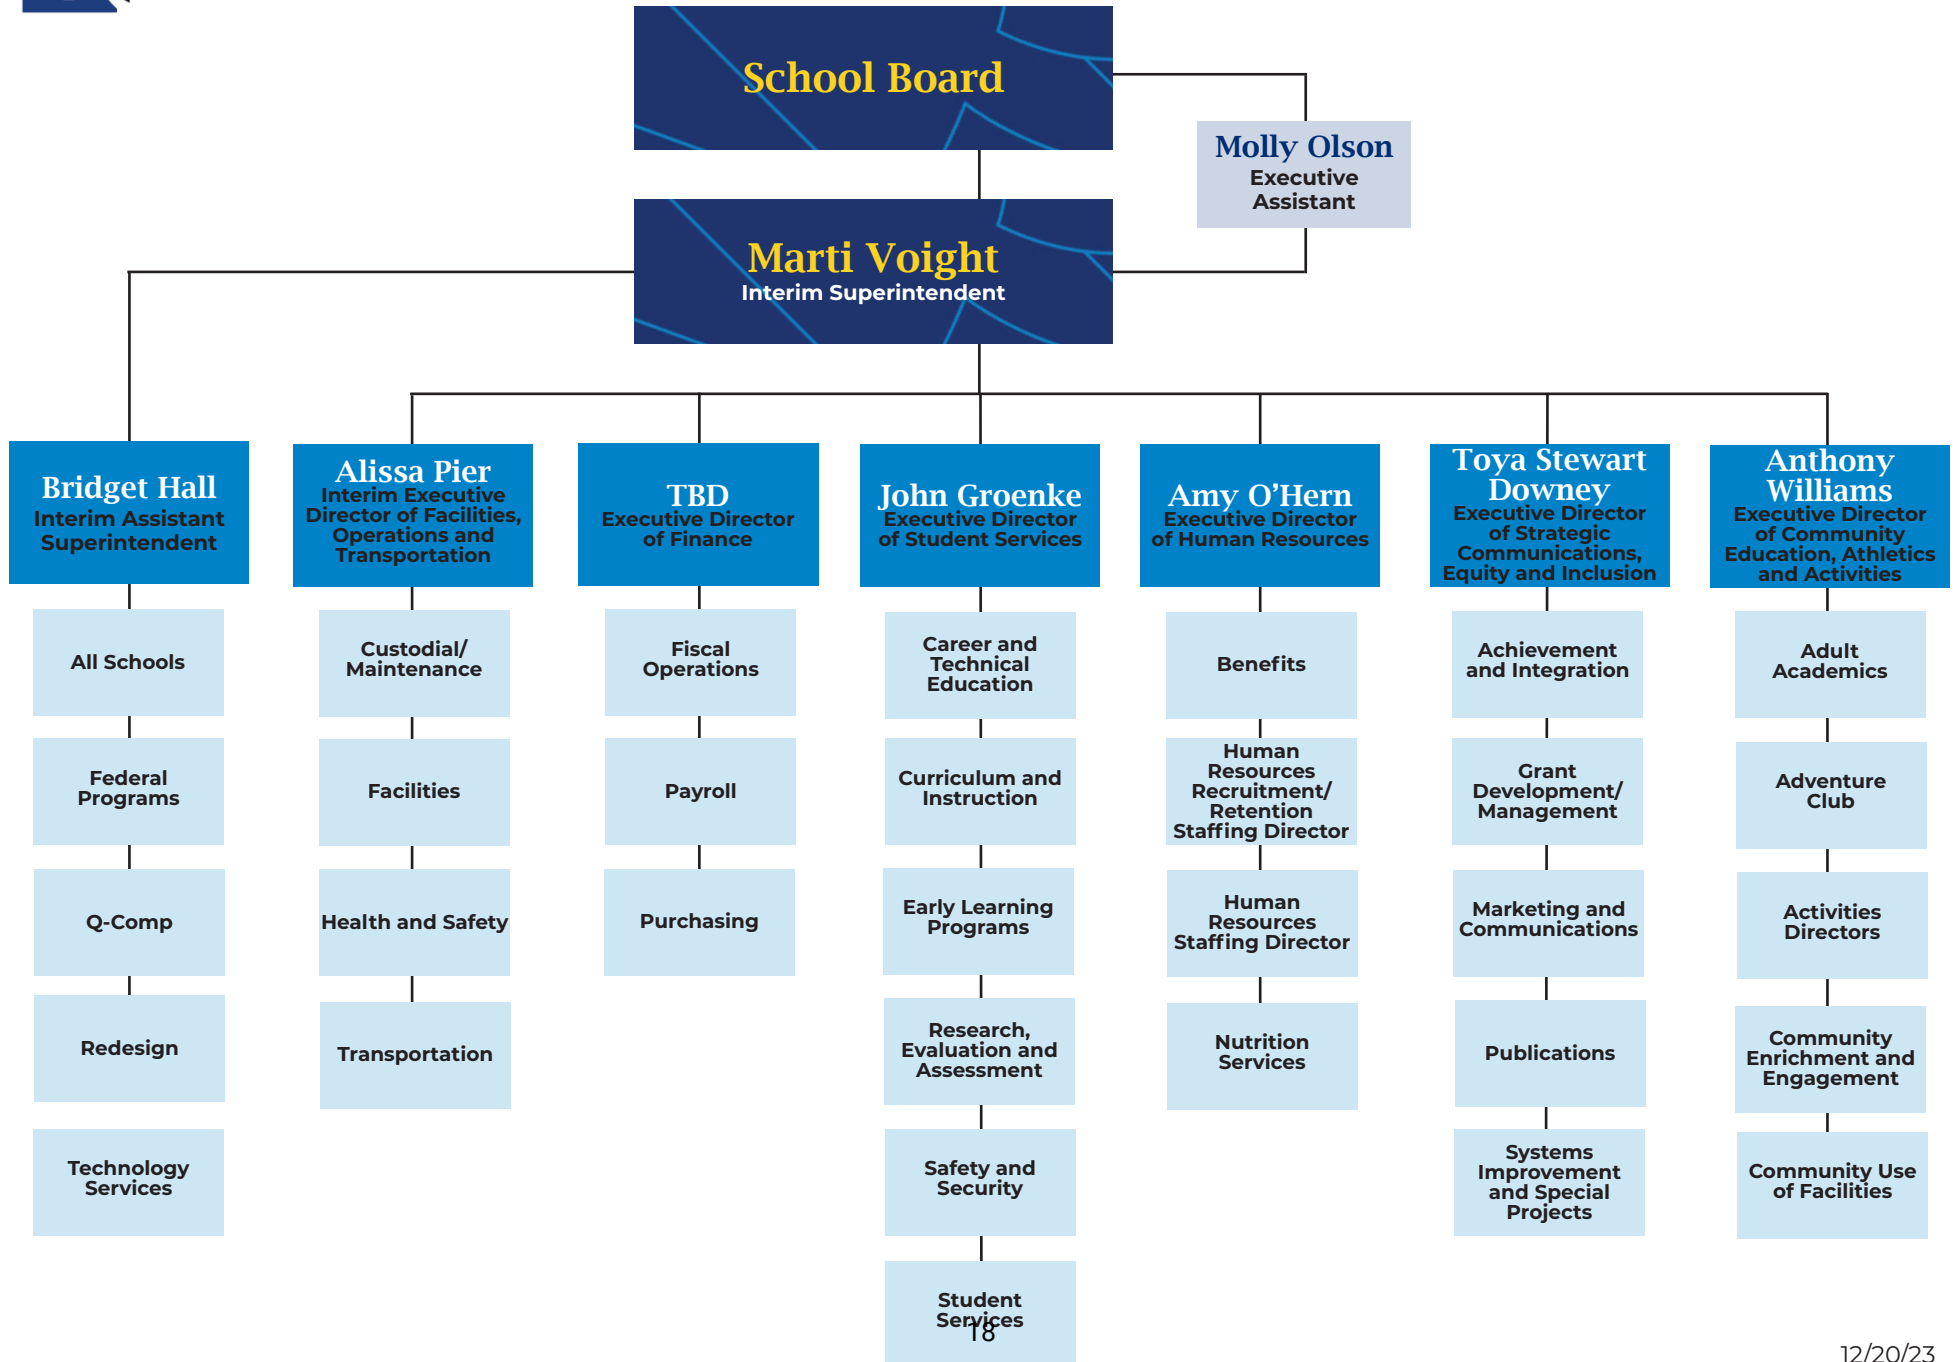 School Board
Molly Olson
Executive
Assistant
Marti Voight
Interim Superintendent
Bridget Hall
Interim Assistant
Superintendent
All Schools
Federal
Programs
Q-Comp
Redesign
Technology
Services
Alissa Pier
Interim Executive
Director of Facilities,
Operations and
Transportation
Custodial/
Maintenance
Facilities
Health and Safety
Transportation
TBD
Executive Director
of Finance
Fiscal
Operations
Payroll
Purchasing
John Groenke
Executive Director
of Student Services
Career and
Technical
Education
Curriculum and
Instruction
Early Learning
Programs
Research,
Evaluation and
Assessment
Safety and
Security
Student
Services
Amy O’Hern
Executive Director
of Human Resources
Benefits
Human
Resources
Recruitment/
Retention
Staffing Director
Human
Resources
Staffing Director
Nutrition
Services
Toya Stewart
Downey
Executive Director
of Strategic
Communications,
Equity and Inclusion
Achievement
and Integration
Grant
Development/
Management
Marketing and
Communications
Publications
Systems
Improvement
and Special
Projects
Anthony
Williams
Executive Director
of Community
Education, Athletics
and Activities
Adult
Academics
Adventure
Club
Activities
Directors
Community
Enrichment and
Engagement
Community Use
of Facilities
18
12/20/23